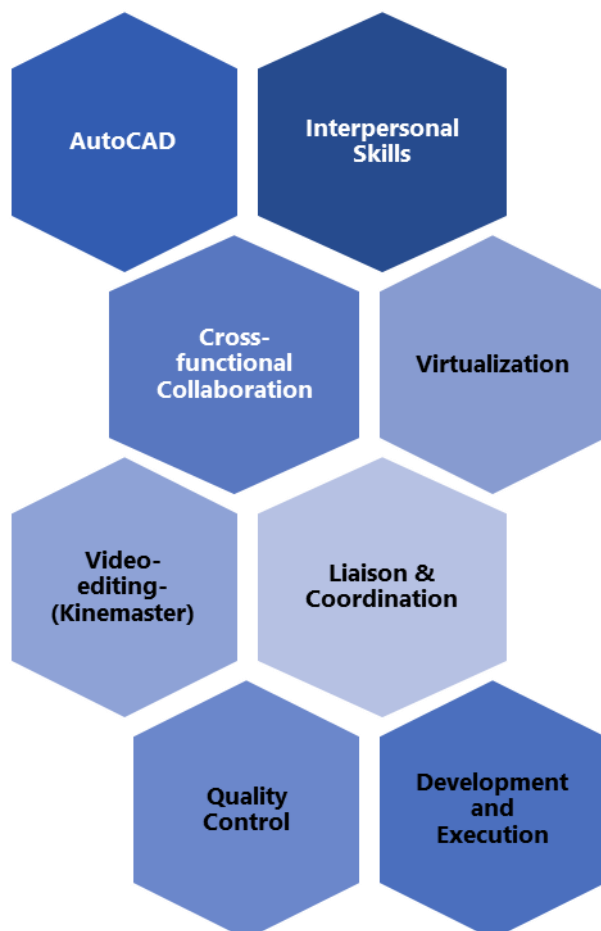 AutoCAD
Interpersonal
Skills
Cross-
functional
Collaboration
Virtualization
Video-
editing-
(Kinemaster)
Liaison &
Coordination
Quality
Control
Development
and
Execution